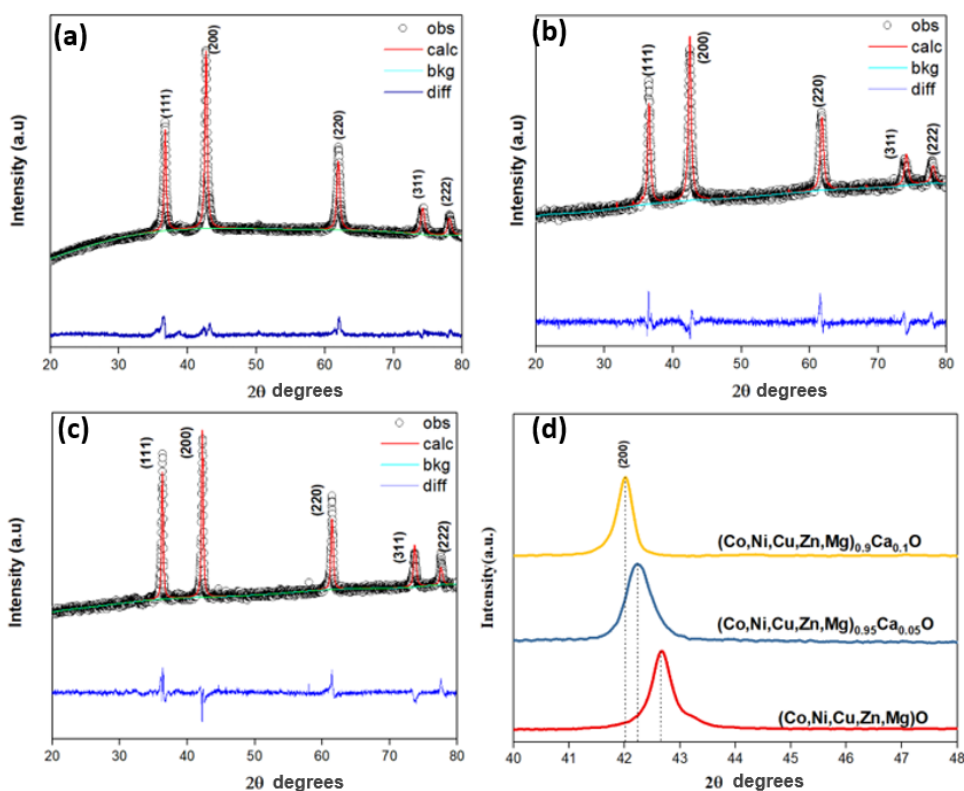 (a)
obs
calc
bkg
diff
(111)
(200)
(220)
(311)
(222)
Intensity (a.u)
20 30 40 50 60 70 80
2θ degrees
(b)
obs
calc
bkg
diff
(111)
(200)
(220)
(311)
(222)
Intensity (a.u)
20 30 40 50 60 70 80
2θ degrees
(c)
obs
calc
bkg
diff
(111)
(200)
(220)
(311)
(222)
Intensity (a.u)
20 30 40 50 60 70 80
2θ degrees
(d)
(200)
(Co,Ni,Cu,Zn,Mg)0.9Ca0.1O
(Co,Ni,Cu,Zn,Mg)0.95Ca0.05O
(Co,Ni,Cu,Zn,Mg)O
Intensity(a.u.)
40 41 42 43 44 45 46 47 48
2θ degrees